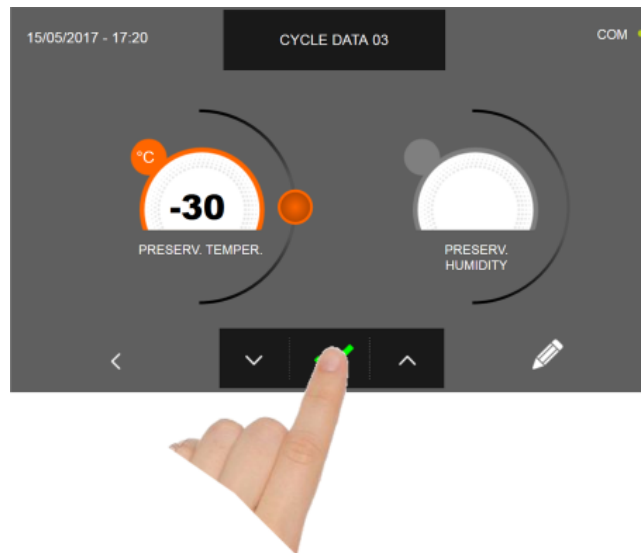 15/05/2017 - 17:20
CYCLE DATA 03
COM
°C
-30
PRESERV. TEMPER.
PRESERV.
HUMIDITY